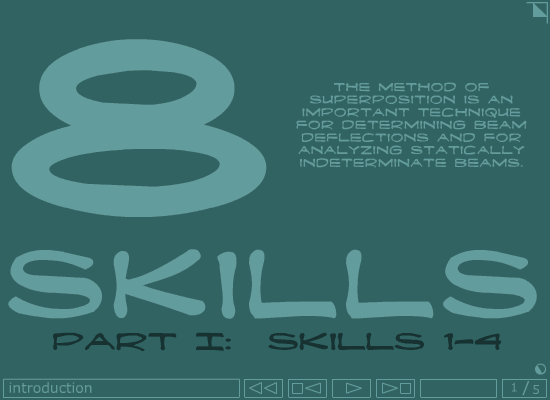 8
THE METHOD OF
SUPERPOSITION IS AN
IMPORTANT TECHNIQUE
FOR DETERMINING BEAM
DEFLECTIONS AND FOR
ANALYZING STATICALLY
INDETERMINATE BEAMS.
SKILLS
PART I: SKILLS 1-4
introduction
1/5